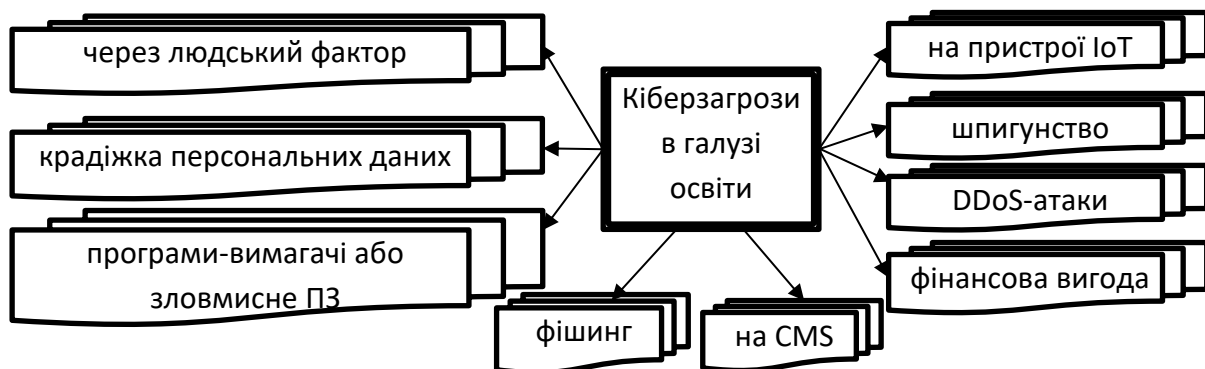 через людський фактор
крадіжка персональних даних
програми-вимагачі або
зловмисне ПЗ
Кіберзагрози
в галузі
освіти
фішинг
на CMS
на пристрої IoT
шпигунство
DDoS-атаки
фінансова вигода